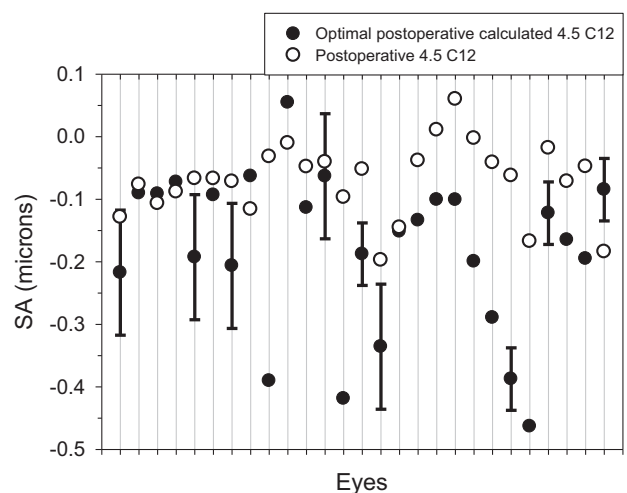 Optimal postoperative calculated 4.5 C12
Postoperative 4.5 C12
0.1
0.0
-0.1
-0.2
-0.3
-0.4
-0.5
SA (microns)
Eyes